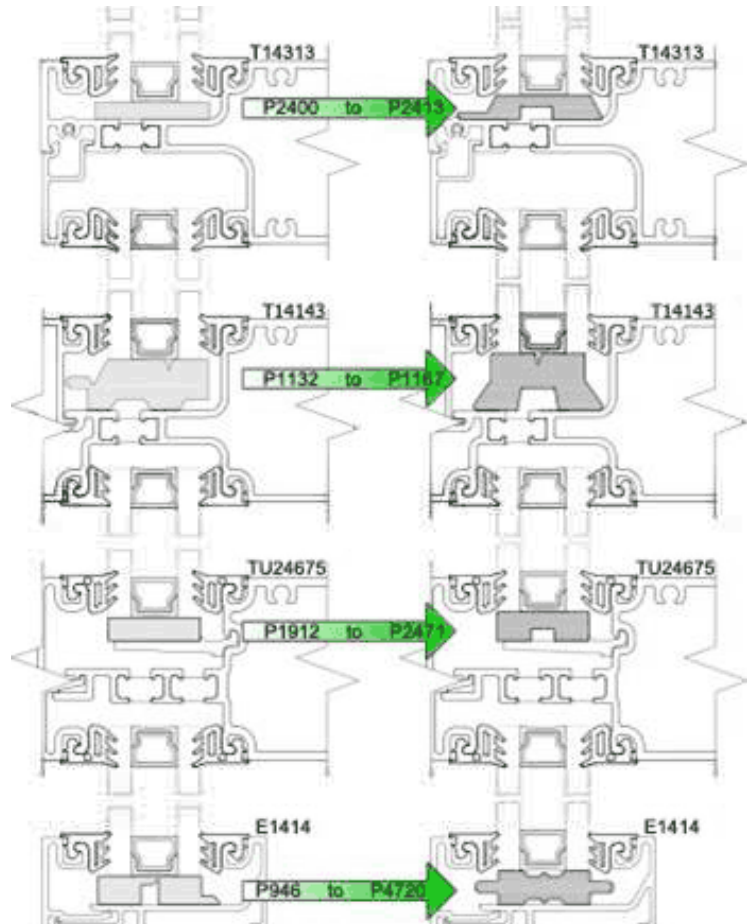 T14313 T14313
P2400 to P2413
T14143 T14143
P1132 to P1167
TU24675 TU24675
P1912 to P2471
E1414 E1414
P946 to P4720